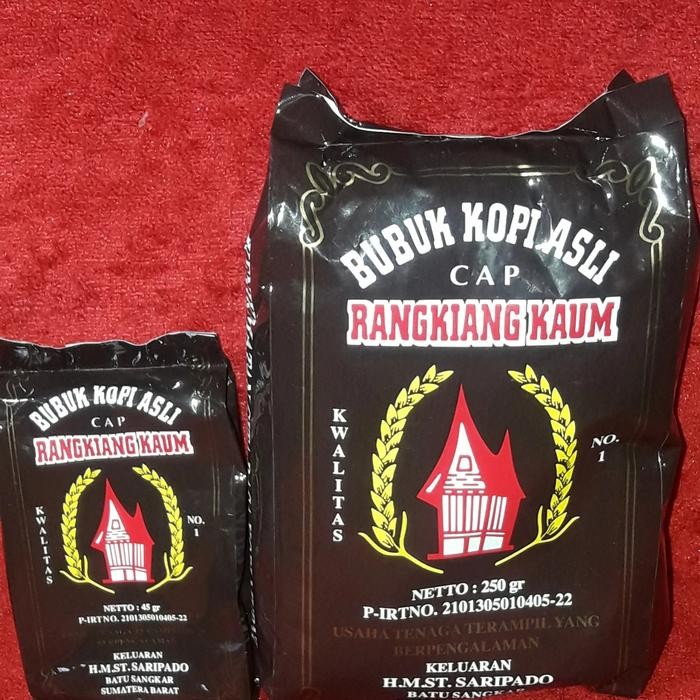 BUBUK KOPI ASLI
CAP
RANGKIANG KAUM
KWALITAS
NO.
1
NETTO : 45 gr
P-IRTNO. 2101305010405-22
KELUARAN
H.M.ST. SARIPADO
BATU SANGKAR
SUMATERA BARAT
BUBUK KOPI ASLI
CAP
RANGKIANG KAUM
KWALITAS
NO.
1
NETTO : 250 gr
P-IRTNO. 2101305010405-22
USAHA TENAGA TERAMPIL YANG
BERPENGALAMAN
KELUARAN
H.M.ST. SARIPADO
BATU SANGKAR